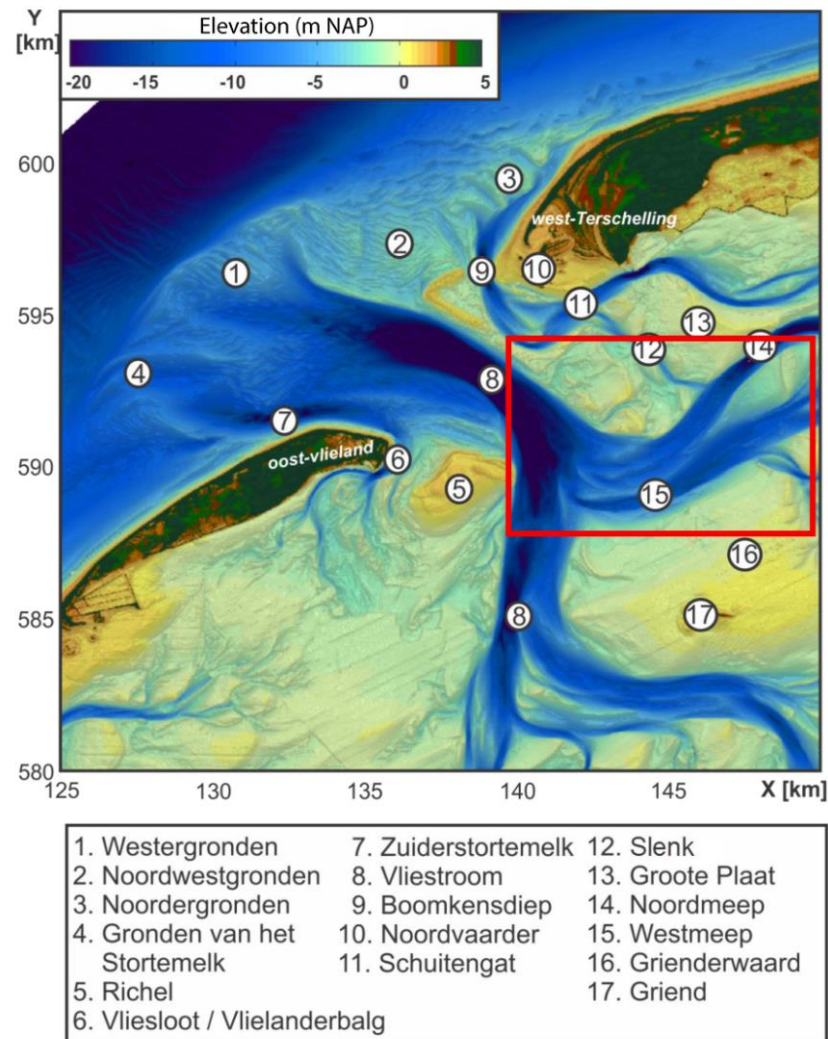 Y
[km]
Elevation (m NAP)
-20 -15 -10 -5 0 5
600
595
590
585
580
3
west-Terschelling
2
1
9
10
11
13
12
14
4
8
7
oost-vlieland
6
5
15
16
8
17
125 130 135 140 145 X [km]
1. Westergronden
2. Noordwestgronden
3. Noordergronden
4. Gronden van het
Stortemelk
5. Richel
6. Vliesloot / Vlielanderbalg
7. Zuiderstortemelk
8. Vliestroom
9. Boomkensdiep
10. Noordvaarder
11. Schuitengat
12. Slenk
13. Groote Plaat
14. Noordmeep
15. Westmeep
16. Grienderwaard
17. Griend